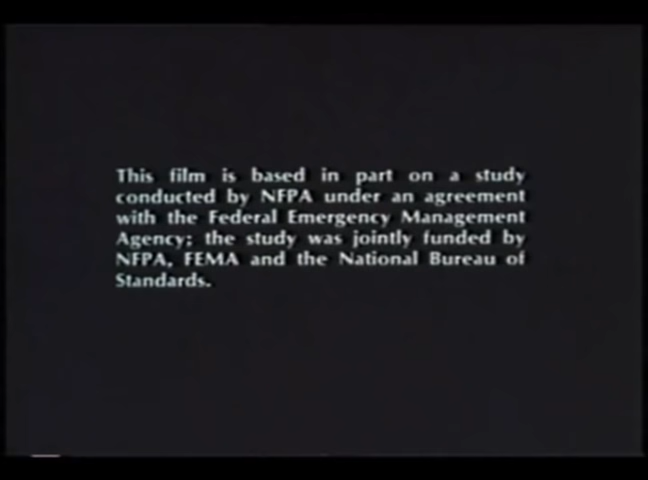 This film is based in part on a study
conducted by NFPA under an agreement
with the Federal Emergency Management
Agency; the study was jointly funded by
NFPA, FEMA and the National Bureau of
Standards.